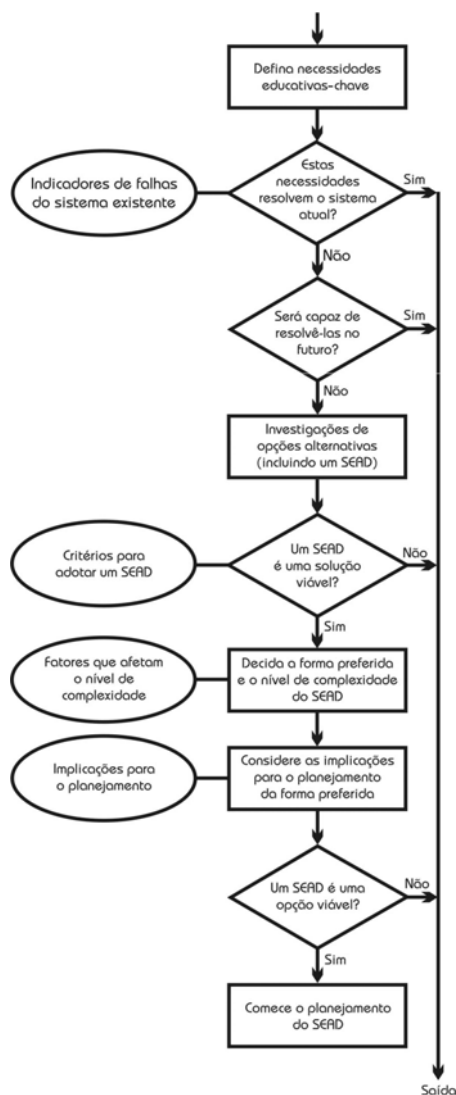 Defina necessidades
educativas-chave
Indicadores de falhas
do sistema existente
Estas
necessidades
resolvem o sistema
atual?
Sim
Não
Será capaz de
resolvê-las no
futuro?
Sim
Não
Investigações de
opções alternativas
(incluindo um SEAD)
Critérios para
adotar um SEAD
Um SEAD
é uma solução
viável?
Não
Sim
Fatores que afetam
o nível de
complexidade
Decida a forma preferida
e o nível de complexidade
do SEAD
Implicações para
o planejamento
Considere as implicações
para o planejamento
da forma preferida
Um SEAD é uma
opção viável?
Não
Sim
Comece o planejamento
do SEAD
Saída